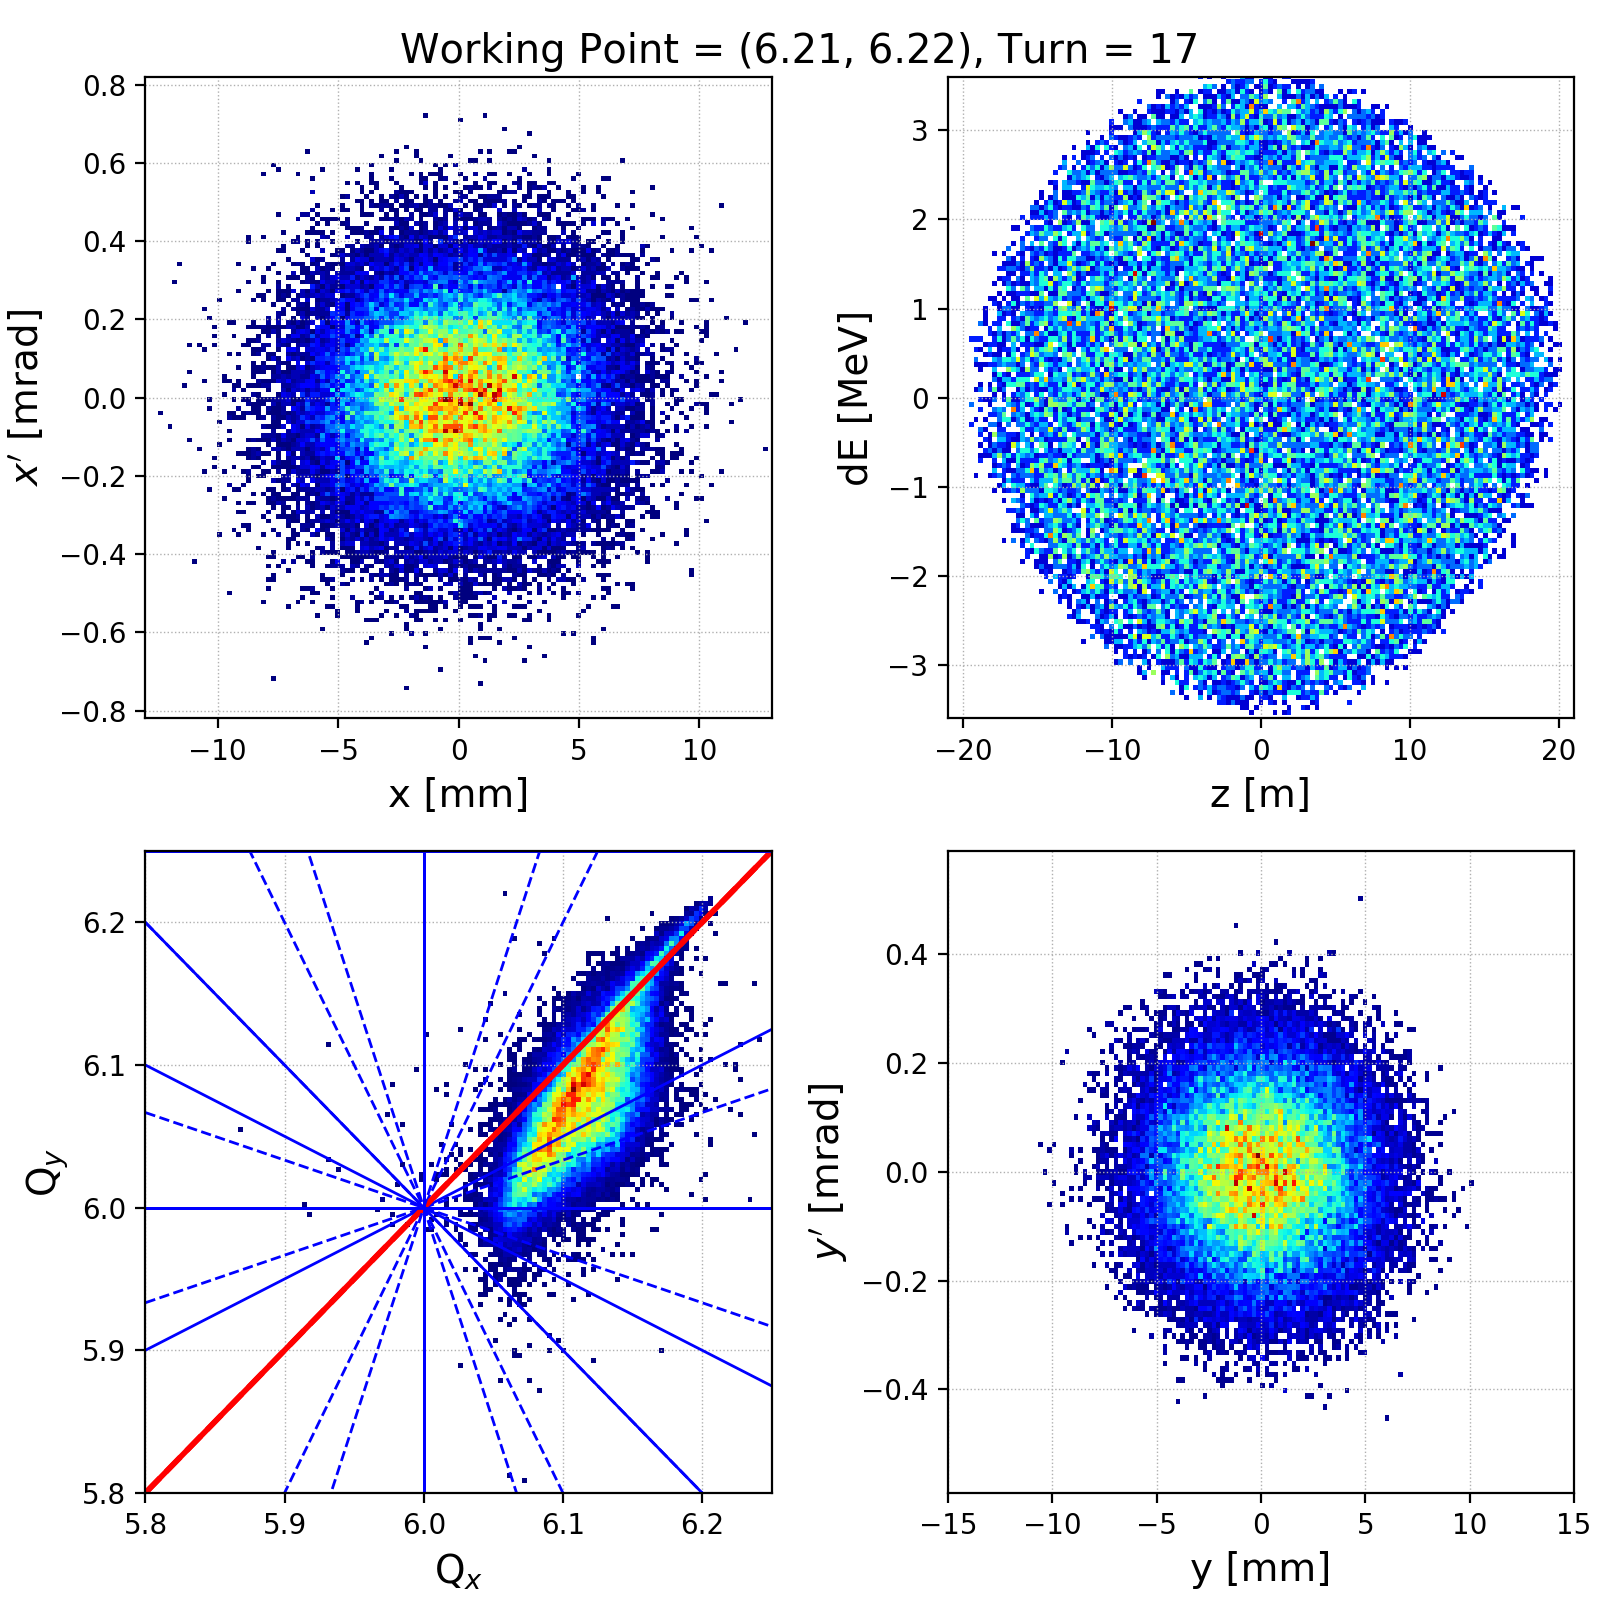 Working Point = (6.21, 6.22), Turn = 17
0.8
0.6
0.4
0.2
0.0
−0.2
−0.4
−0.6
−0.8
x′ [mrad]
−10 −5 0 5 10
x [mm]
3
2
1
0
−1
−2
−3
dE [MeV]
−20 −10 0 10 20
z [m]
6.2
6.1
6.0
5.9
5.8
Qy
5.8 5.9 6.0 6.1 6.2
Qx
0.4
0.2
0.0
−0.2
−0.4
y′ [mrad]
−15 −10 −5 0 5 10 15
y [mm]